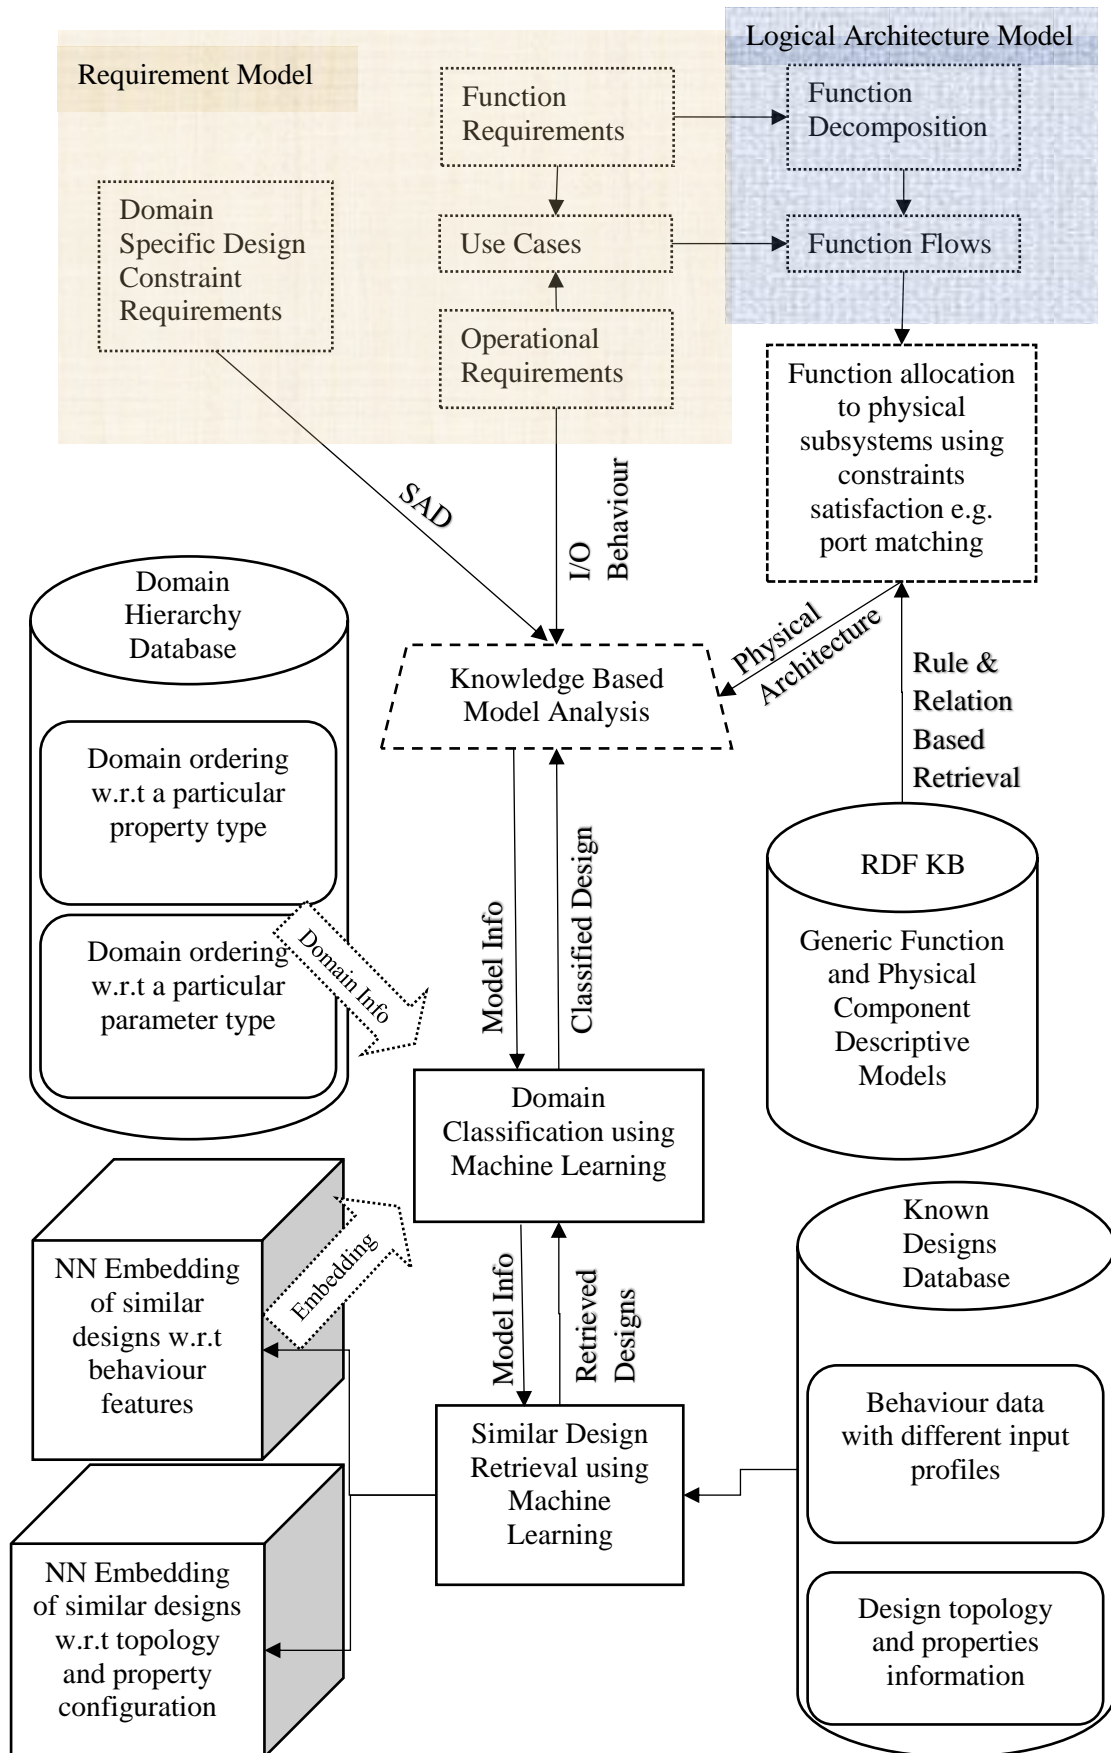 Logical Architecture Model
Requirement Model
Function
Requirements
Function
Decomposition
Domain
Specific Design
Constraint
Requirements
Use Cases
Function Flows
Operational
Requirements
Function allocation
to physical
subsystems using
constraints
satisfaction e.g.
port matching
SAD
I/O
Behaviour
Domain
Hierarchy
Database
Physical
Architecture
Knowledge Based
Model Analysis
Rule &
Relation
Based
Retrieval
Domain ordering
w.r.t a particular
property type
Domain ordering
w.r.t a particular
parameter type
Domain Info
Model Info
Classified Design
RDF KB
Generic Function
and Physical
Component
Descriptive
Models
Domain
Classification using
Machine Learning
NN Embedding
of similar
designs w.r.t
behaviour
features
Embedding
Model Info
Retrieved
Designs
Known
Designs
Database
Behaviour data
with different input
profiles
Similar Design
Retrieval using
Machine
Learning
NN Embedding
of similar designs
w.r.t topology
and property
configuration
Design topology
and properties
information